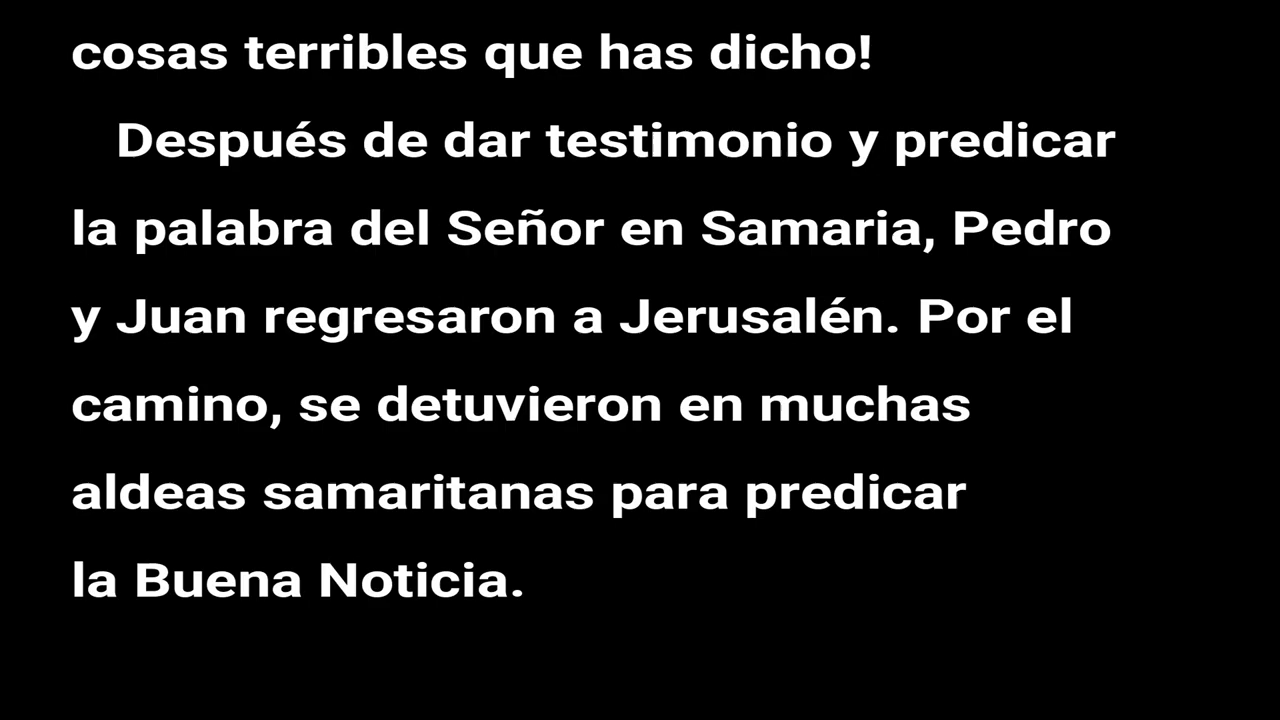 cosas terribles que has dicho!
Después de dar testimonio y predicar
la palabra del Señor en Samaria, Pedro
y Juan regresaron a Jerusalén. Por el
camino, se detuvieron en muchas
aldeas samaritanas para predicar
la Buena Noticia.